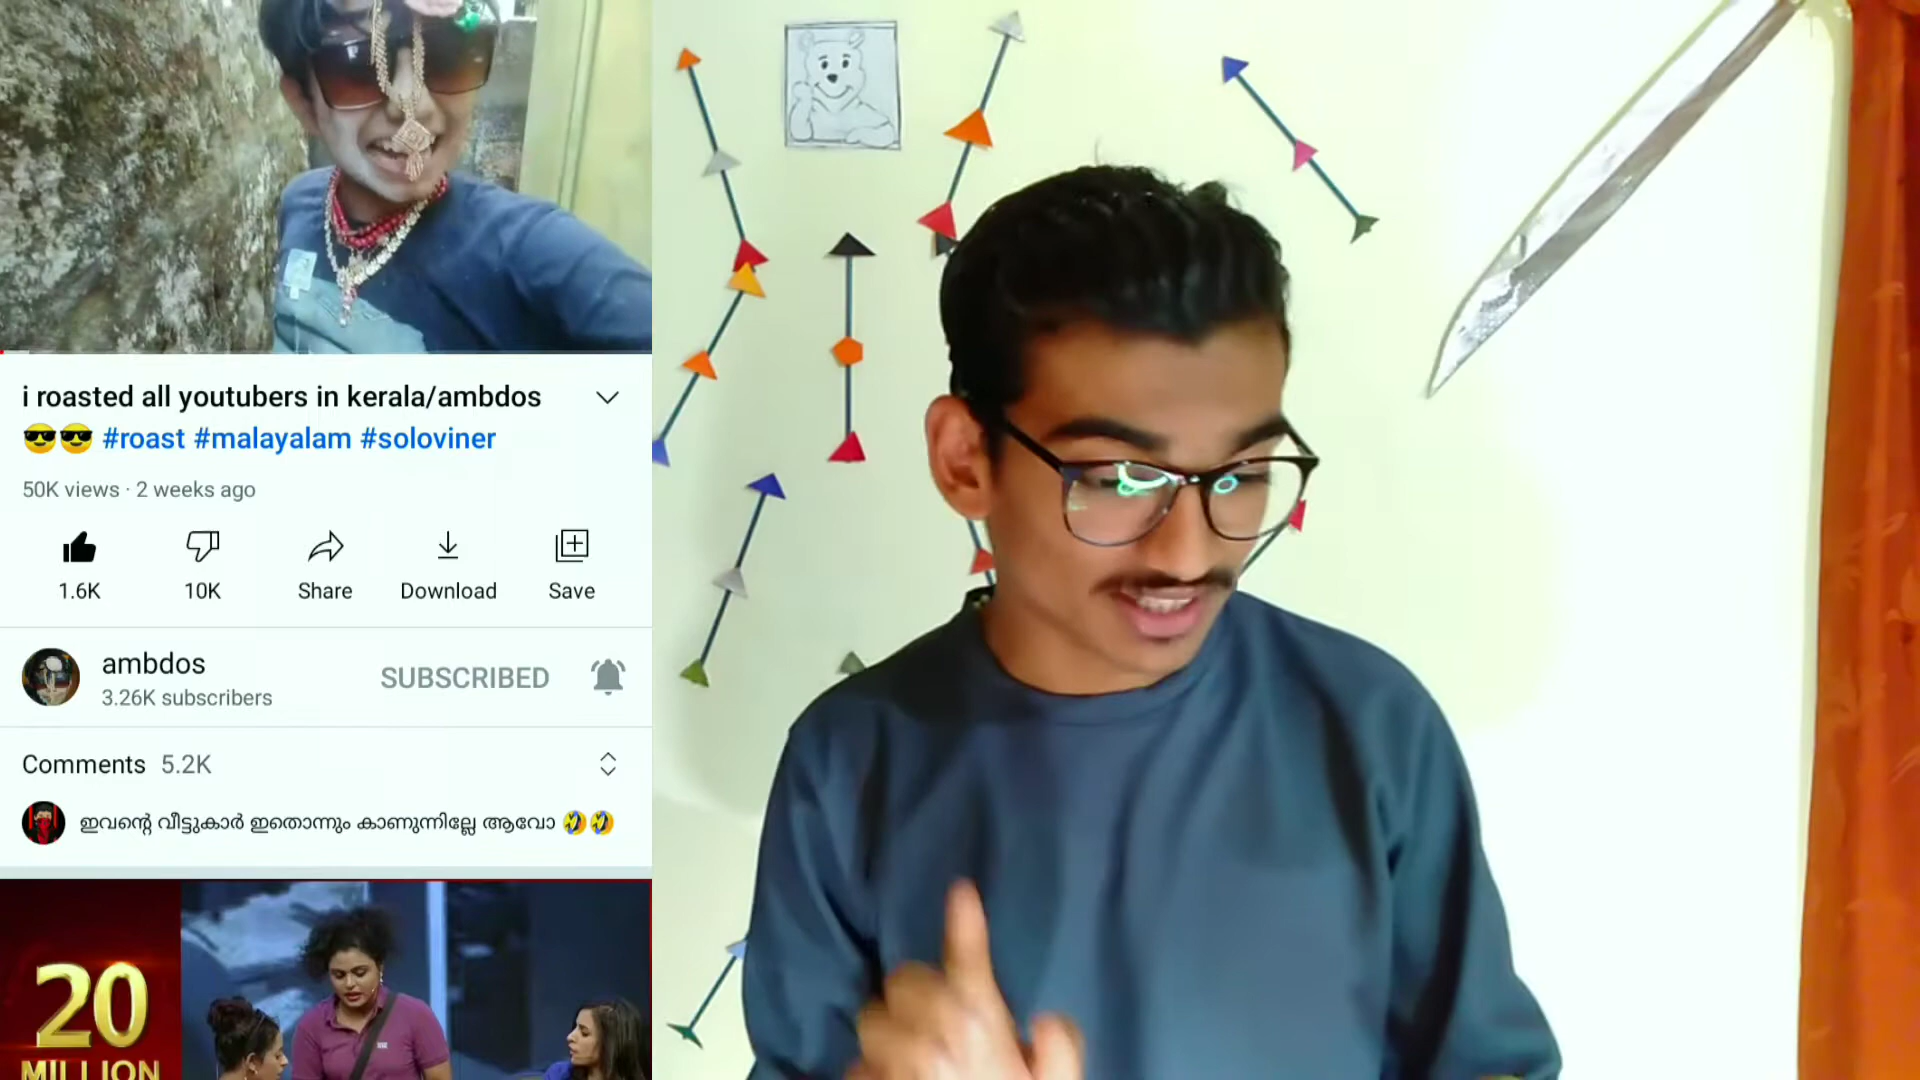 i roasted all youtubers in kerala/ambdos
😎😎 #roast #malayalam #soloviner
50K views · 2 weeks ago
1.6K
10K
Share
Download
Save
ambdos
3.26K subscribers
SUBSCRIBED
Comments 5.2K
ഇവന്റെ വീട്ടുകാർ ഇതൊന്നും കാണുന്നില്ലേ ആവോ 🤣🤣
20
MILLION